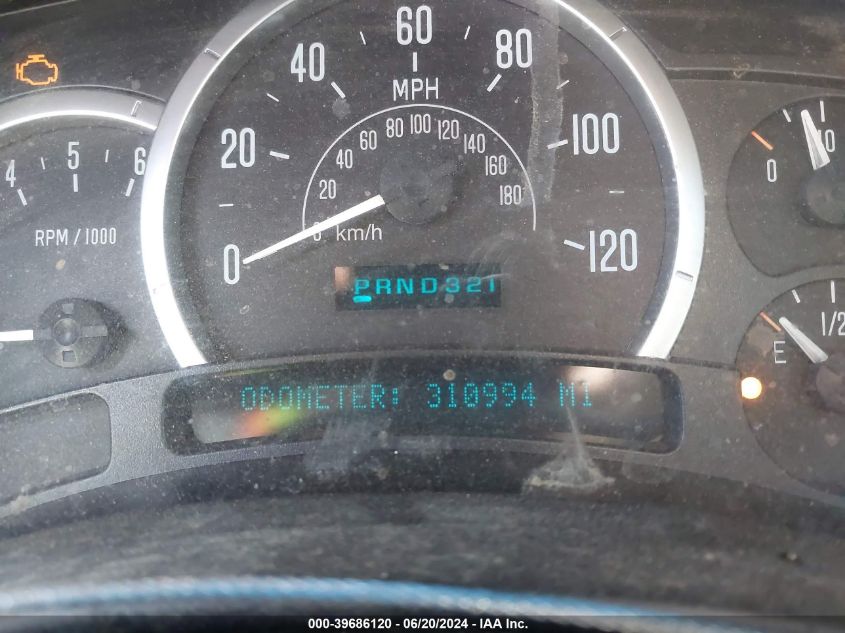 60
40 MPH 80
20 100
0 120
80 100 120
60 140
40 160
20 180
0 km/h
4 5 6
RPM / 1000
0
E 1/2
PRND321
ODOMETER: 310994 MI
000-39686120 - 06/20/2024 - IAA Inc.